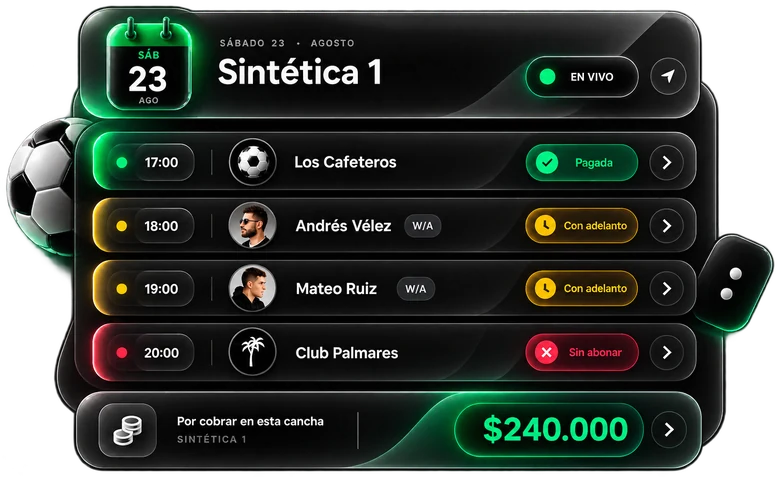 SÁB
23
AGO
SÁBADO 23 • AGOSTO
Sintética 1
EN VIVO
17:00 Los Cafeteros Pagada
18:00 Andrés Vélez W/A Con adelanto
19:00 Mateo Ruiz W/A Con adelanto
20:00 Club Palmares Sin abonar
Por cobrar en esta cancha
SINTÉTICA 1
$240.000